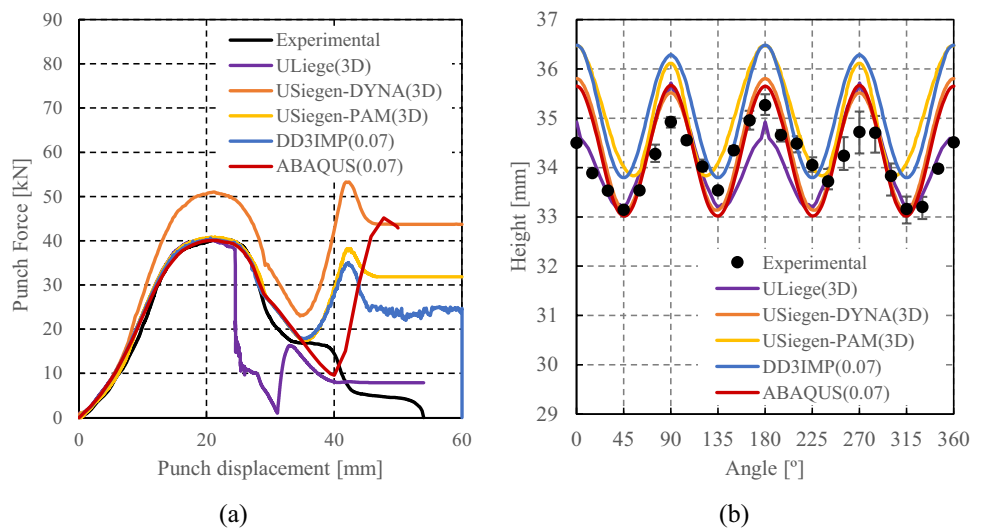 90
80
70
60
50
40
30
20
10
0
Punch Force [kN]
0 20 40 60
Punch displacement [mm]
Experimental
ULiege(3D)
USiegen-DYNA(3D)
USiegen-PAM(3D)
DD3IMP(0.07)
ABAQUS(0.07)
(a)
37
36
35
34
33
32
31
30
29
Height [mm]
0 45 90 135 180 225 270 315 360
Angle [º]
Experimental
ULiege(3D)
USiegen-DYNA(3D)
USiegen-PAM(3D)
DD3IMP(0.07)
ABAQUS(0.07)
(b)